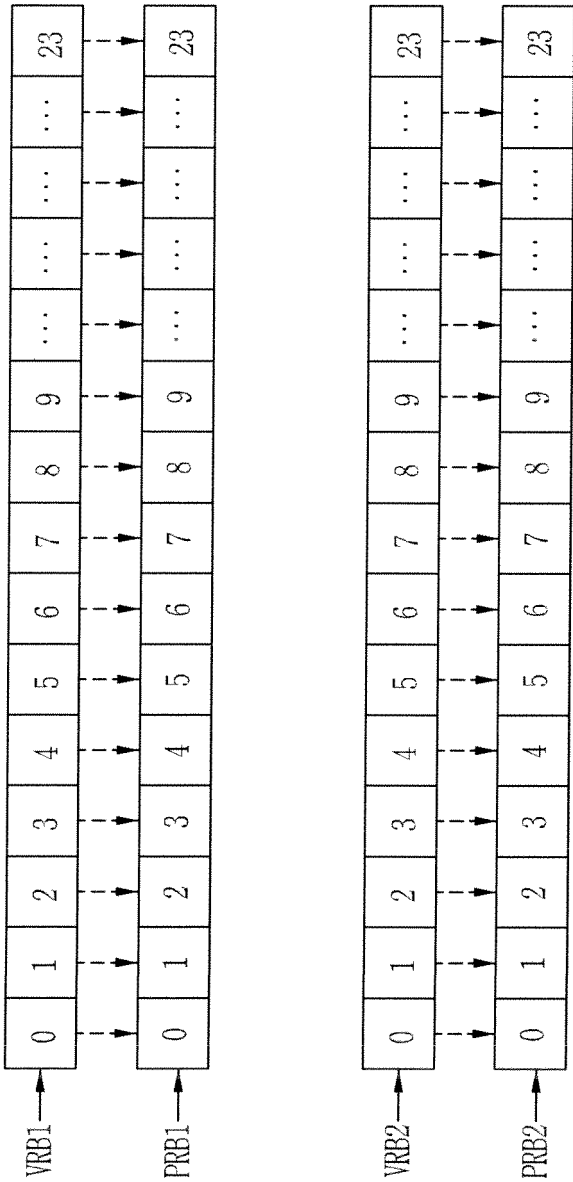 VRB1 0 1 2 3 4 5 6 7 8 9 ... ... ... ... 23
PRB1 0 1 2 3 4 5 6 7 8 9 ... ... ... ... 23
VRB2 0 1 2 3 4 5 6 7 8 9 ... ... ... ... 23
PRB2 0 1 2 3 4 5 6 7 8 9 ... ... ... ... 23